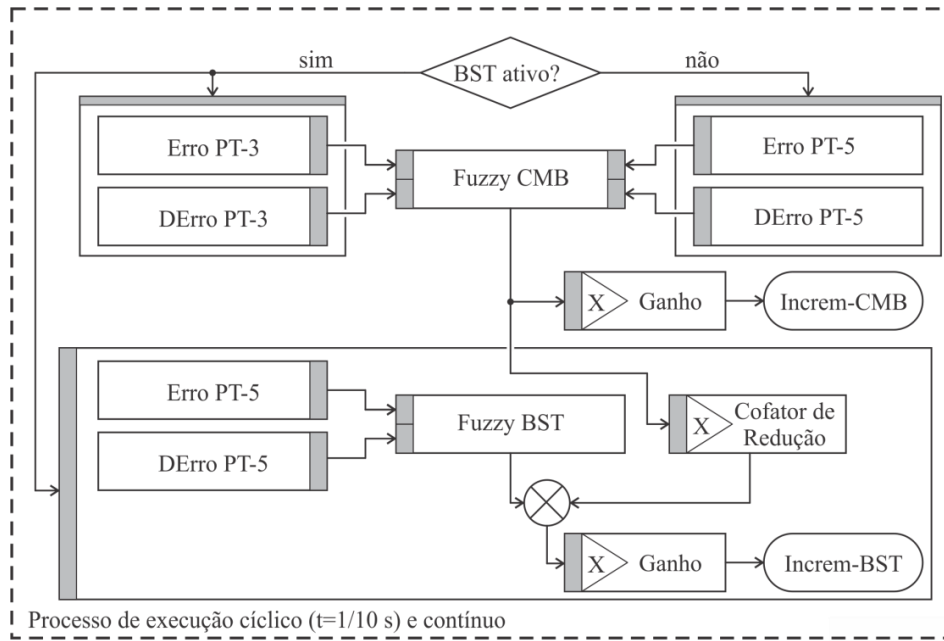 BST ativo?
sim
não
Erro PT-3
DErro PT-3
Fuzzy CMB
Erro PT-5
DErro PT-5
X
Ganho
Increm-CMB
Erro PT-5
DErro PT-5
Fuzzy BST
X
Cofator de
Redução
X
Ganho
Increm-BST
Processo de execução cíclico (t=1/10 s) e contínuo